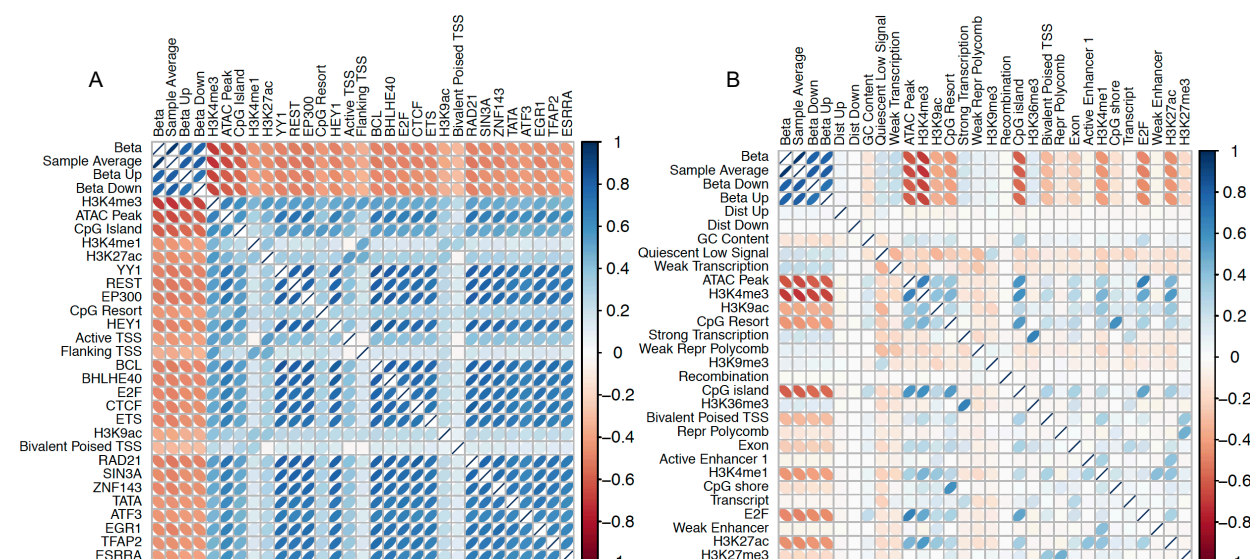 A
Beta
Sample Average
Beta Up
Beta Down
H3K4me3
ATAC Peak
CpG Island
H3K4me1
H3K27ac
YY1
REST
EP300
CpG Resort
HEY1
Active TSS
Flanking TSS
BCL
BHLHE40
E2F
CTCF
ETS
H3K9ac
Bivalent Poised TSS
RAD21
SIN3A
ZNF143
TATA
ATF3
EGR1
TFAP2
ESRRA
Beta
Sample Average
Beta Up
Beta Down
H3K4me3
ATAC Peak
CpG Island
H3K4me1
H3K27ac
YY1
REST
EP300
CpG Resort
HEY1
Active TSS
Flanking TSS
BCL
BHLHE40
E2F
CTCF
ETS
H3K9ac
Bivalent Poised TSS
RAD21
SIN3A
ZNF143
TATA
ATF3
EGR1
TFAP2
ESRRA
1
0.8
0.6
0.4
0.2
0
−0.2
−0.4
−0.6
−0.8
B
Beta
Sample Average
Beta Down
Beta Up
Dist Up
Dist Down
GC Content
Quiescent Low Signal
Weak Transcription
ATAC Peak
H3K4me3
H3K9ac
CpG Resort
Strong Transcription
Weak Repr Polycomb
H3K9me3
Recombination
CpG island
H3K36me3
Bivalent Poised TSS
Repr Polycomb
Exon
Active Enhancer 1
H3K4me1
CpG shore
Transcript
E2F
Weak Enhancer
H3K27ac
H3K27me3
Beta
Sample Average
Beta Down
Beta Up
Dist Up
Dist Down
GC Content
Quiescent Low Signal
Weak Transcription
ATAC Peak
H3K4me3
H3K9ac
CpG Resort
Strong Transcription
Weak Repr Polycomb
H3K9me3
Recombination
CpG island
H3K36me3
Bivalent Poised TSS
Repr Polycomb
Exon
Active Enhancer 1
H3K4me1
CpG shore
Transcript
E2F
Weak Enhancer
H3K27ac
H3K27me3
1
0.8
0.6
0.4
0.2
0
−0.2
−0.4
−0.6
−0.8